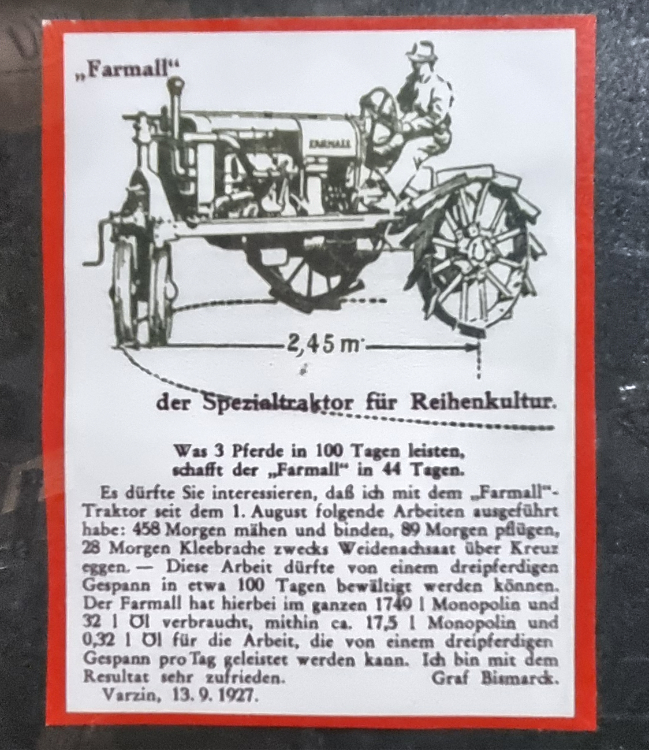 „Farmall“
FARMALL
2,45 m
der Spezialtraktor für Reihenkultur.
Was 3 Pferde in 100 Tagen leisten,
schafft der „Farmall“ in 44 Tagen.
Es dürfte Sie interessieren, daß ich mit dem „Farmall“-
Traktor seit dem 1. August folgende Arbeiten ausgeführt
habe: 458 Morgen mähen und binden, 89 Morgen pflügen,
28 Morgen Kleebrache zwecks Weidenachsaat über Kreuz
eggen. — Diese Arbeit dürfte von einem dreipferdigen
Gespann in etwa 100 Tagen bewältigt werden können.
Der Farmall hat hierbei im ganzen 1749 l Monopolin und
32 l Öl verbraucht, mithin ca. 17,5 l Monopolin und
0,32 l Öl für die Arbeit, die von einem dreipferdigen
Gespann pro Tag geleistet werden kann. Ich bin mit dem
Resultat sehr zufrieden. Graf Bismarck.
Varzin, 13. 9. 1927.